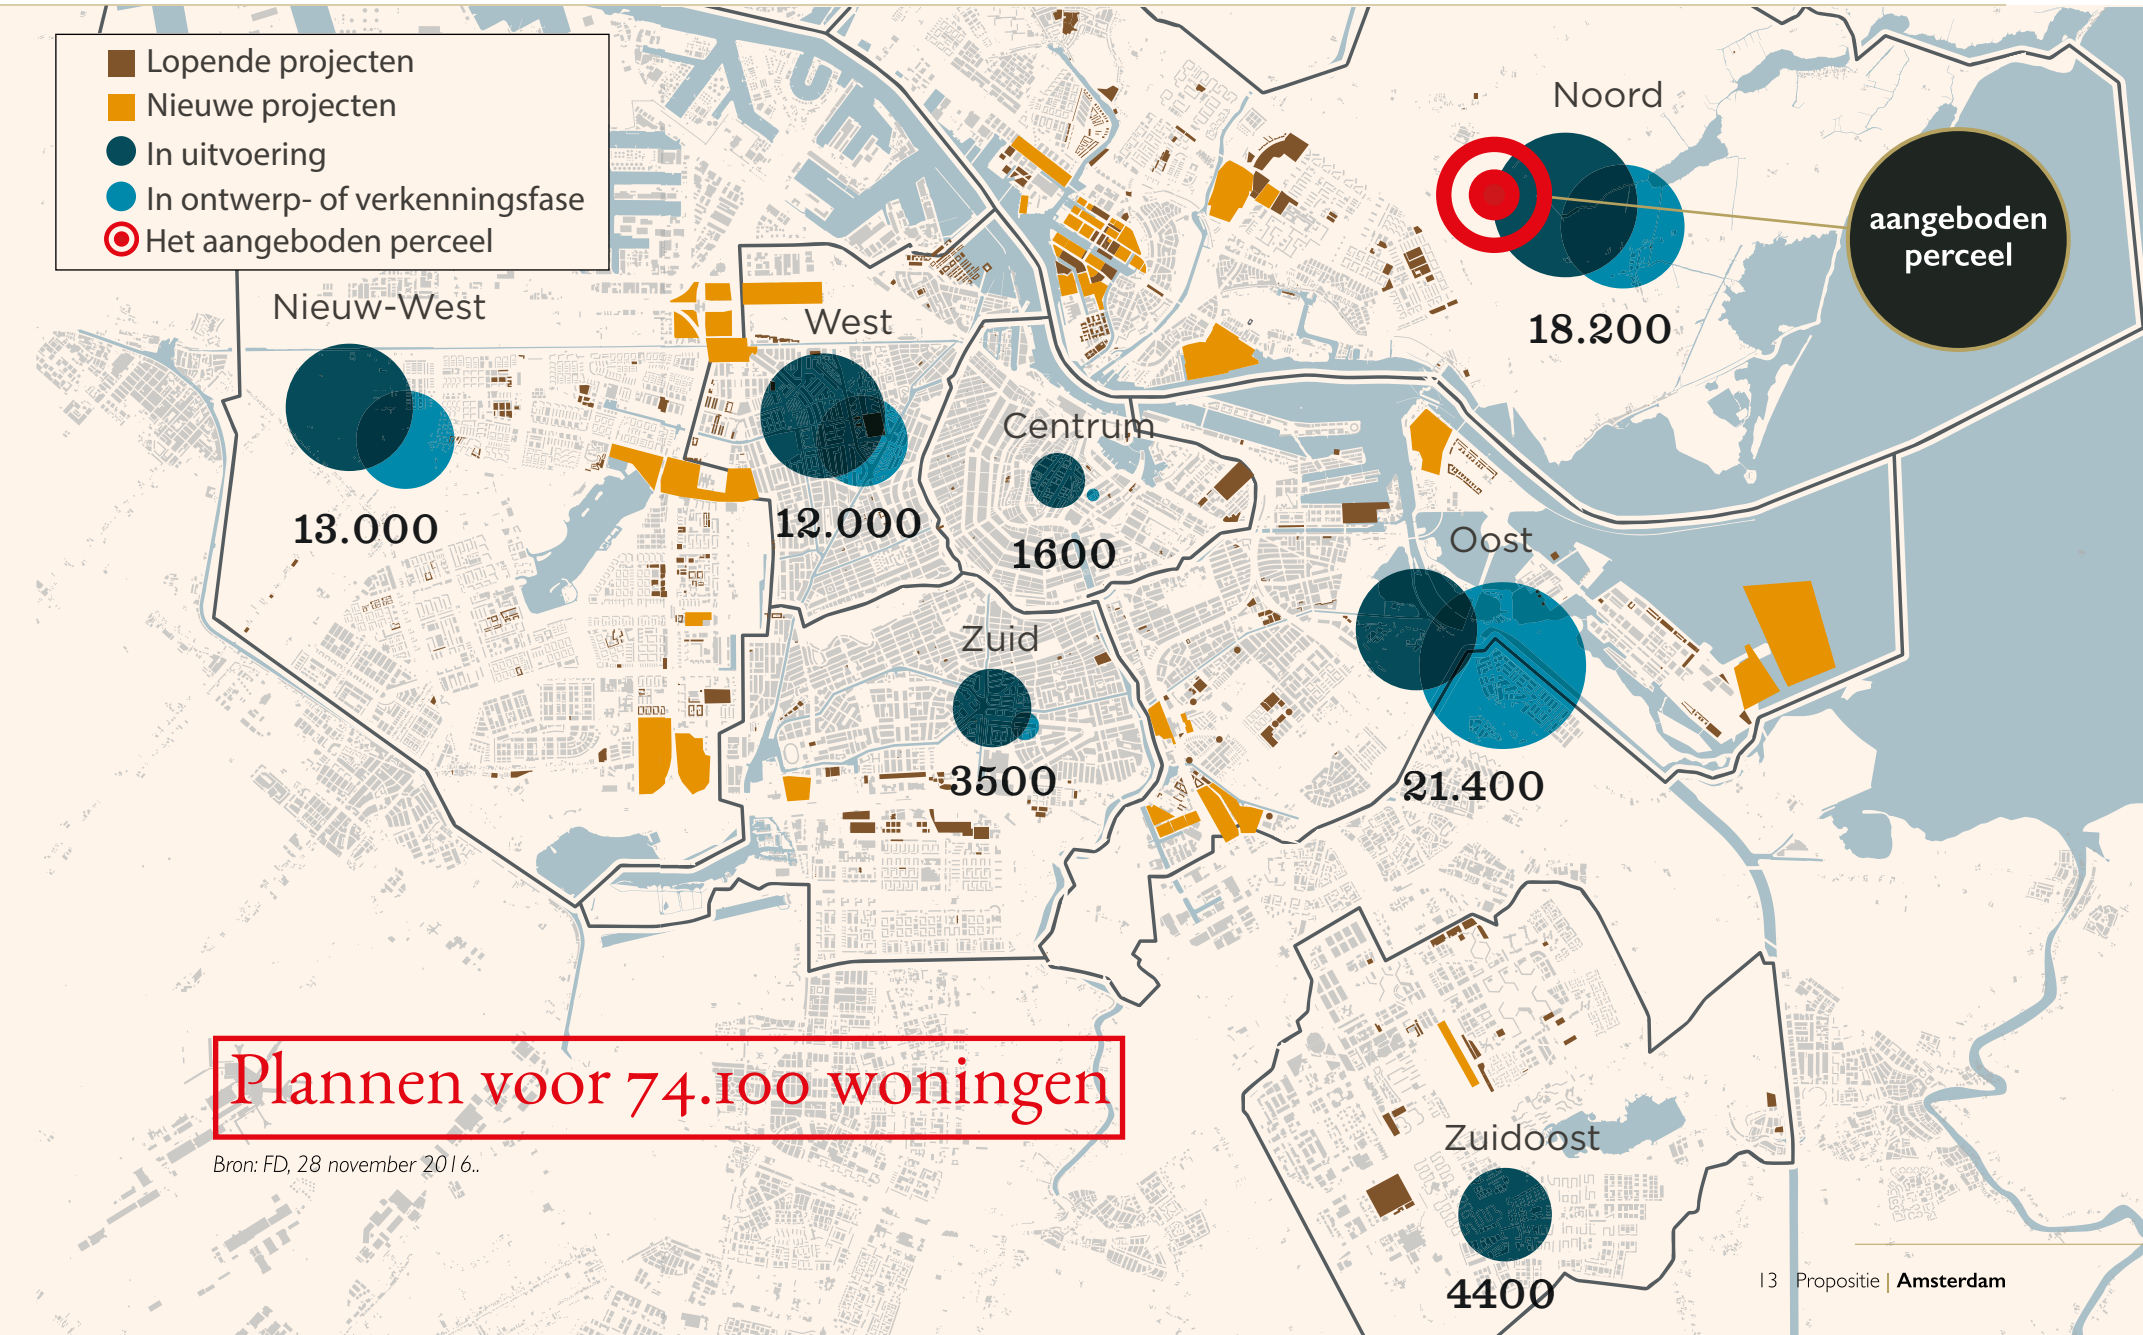 Lopende projecten
Nieuwe projecten
In uitvoering
In ontwerp- of verkenningsfase
Het aangeboden perceel
Noord
aangeboden
perceel
18.200
Nieuw-West
13.000
West
12.000
Centrum
1600
Oost
21.400
Zuid
3500
Plannen voor 74.100 woningen
Bron: FD, 28 november 2016..
Zuidoost
4400
13 Propositie | Amsterdam